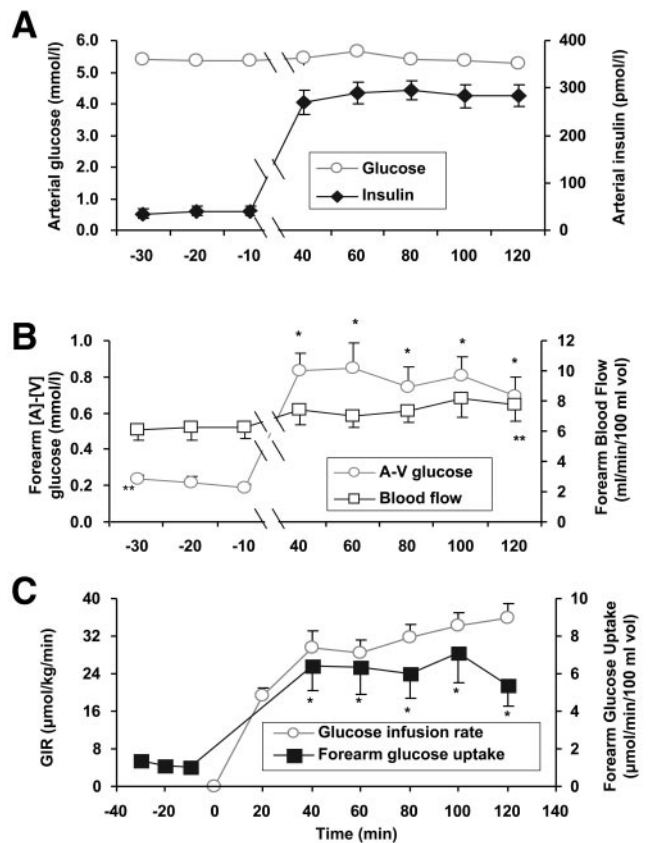 A
Arterial glucose (mmol/l)
6.0
5.0
4.0
3.0
2.0
1.0
0.0
400
300
200
100
0
Arterial insulin (pmol/l)
Glucose
Insulin
-30 -20 -10 40 60 80 100 120
B
Forearm [A]-[V]
glucose (mmol/l)
1.0
0.8
0.6
0.4
0.2
0.0
12
10
8
6
4
2
0
Forearm Blood Flow
(ml/min/100 ml vol)
* * * * *
**
**
A-V glucose
Blood flow
-30 -20 -10 40 60 80 100 120
C
GIR (μmol/kg/min)
40
32
24
16
8
0
10
8
6
4
2
0
Forearm Glucose Uptake
(μmol/min/100 ml vol)
* * * * *
Glucose infusion rate
Forearm glucose uptake
-40 -20 0 20 40 60 80 100 120 140
Time (min)